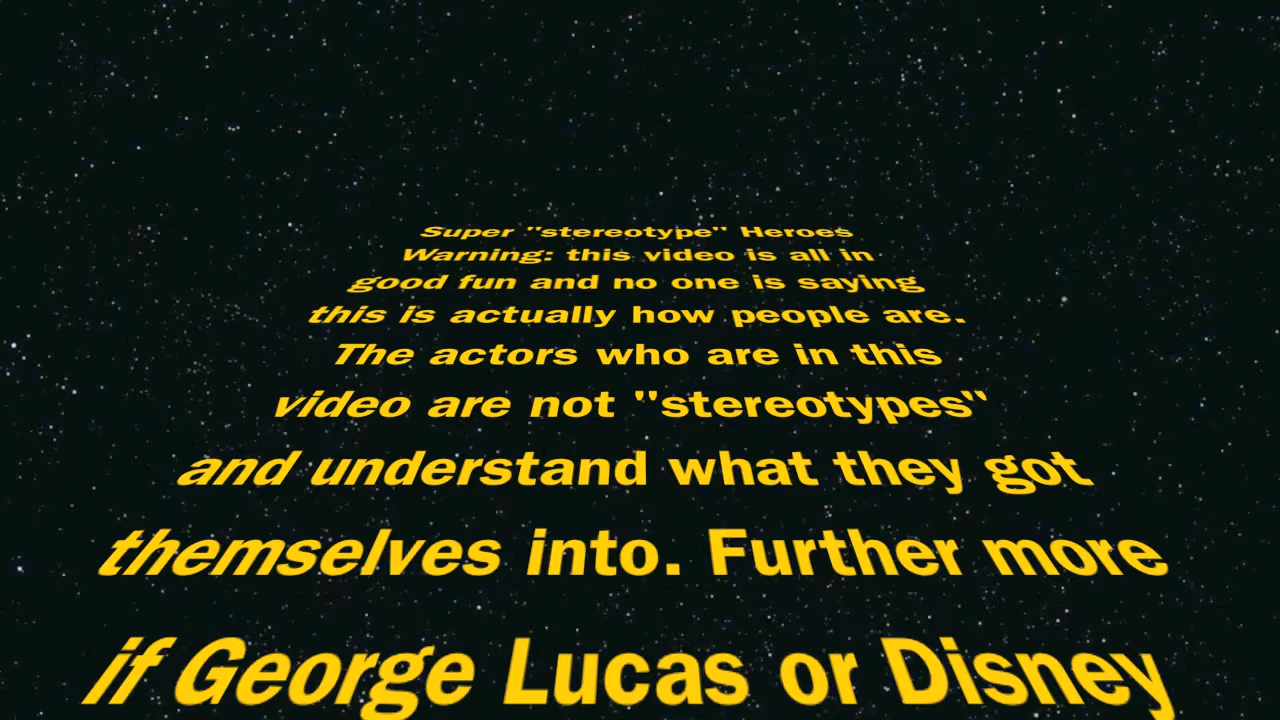 Super "stereotype" Heroes
Warning: this video is all in
good fun and no one is saying
this is actually how people are.
The actors who are in this
video are not "stereotypes"
and understand what they got
themselves into. Further more
if George Lucas or Disney